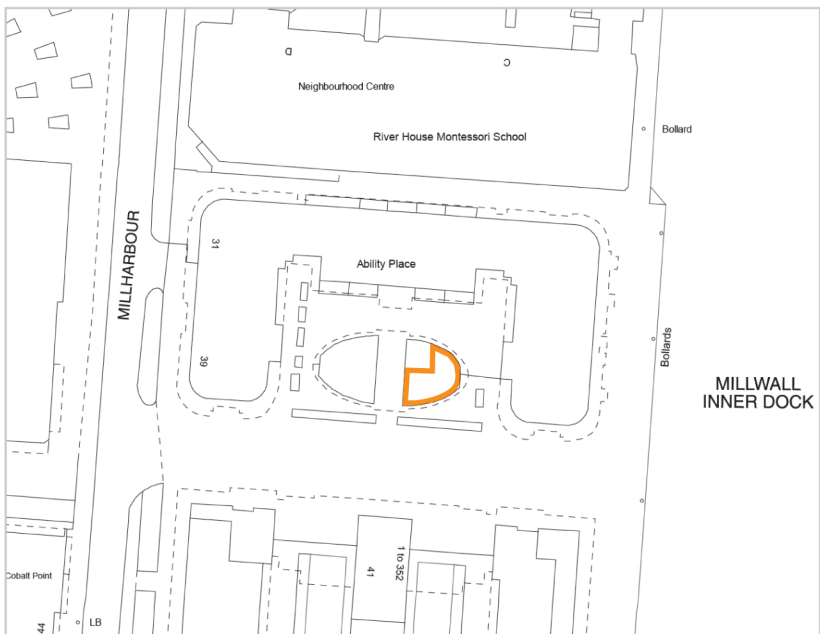 D
C
Neighbourhood Centre
Bollard
River House Montessori School
MILLHARBOUR
31
Ability Place
39
Bollards
MILLWALL
INNER DOCK
1 to 352
41
Cobalt Point
44
LB